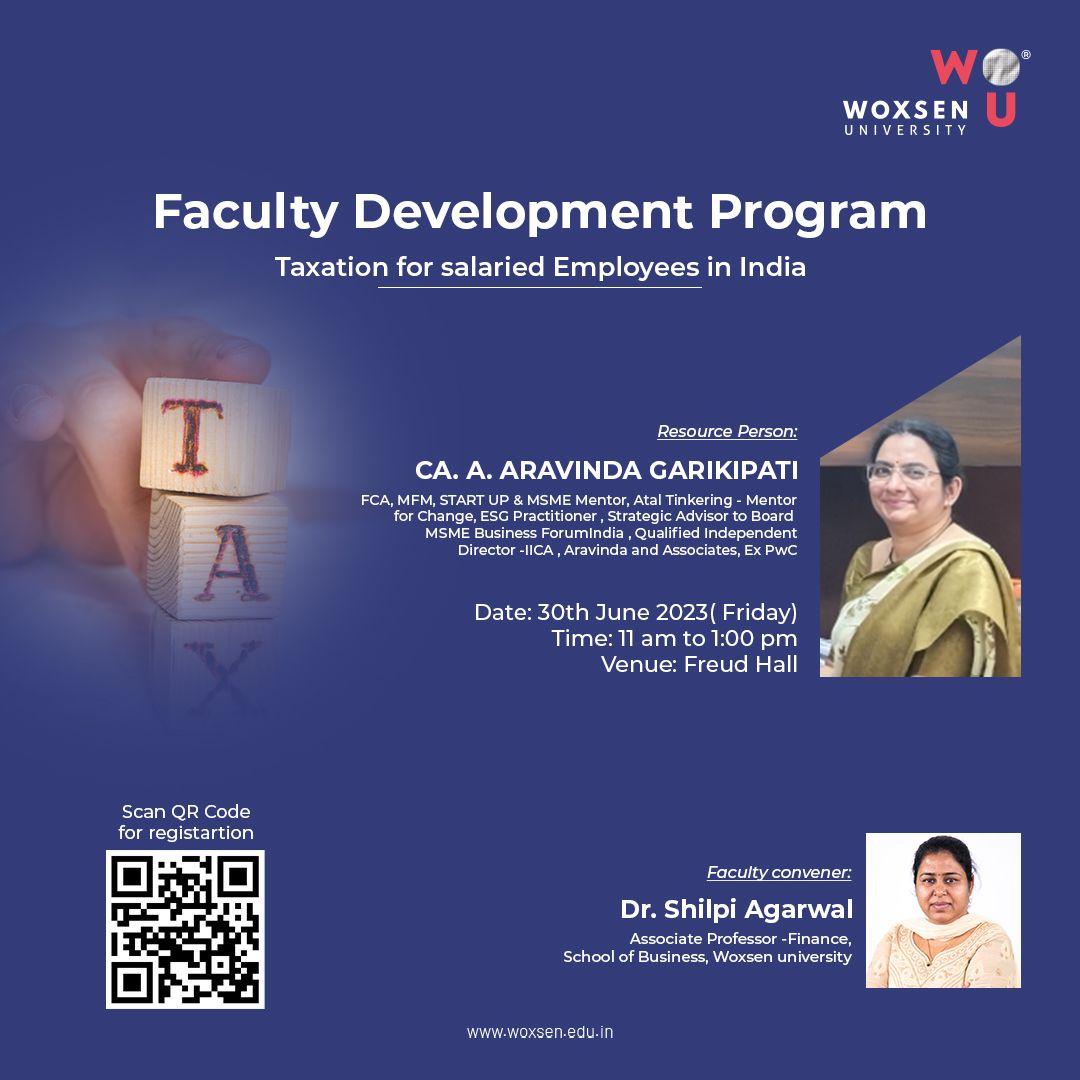 W ®
WOXSEN U
UNIVERSITY
Faculty Development Program
Taxation for salaried Employees in India
T
A
X
Resource Person:
CA. A. ARAVINDA GARIKIPATI
FCA, MFM, START UP & MSME Mentor, Atal Tinkering - Mentor
for Change, ESG Practitioner , Strategic Advisor to Board
MSME Business ForumIndia , Qualified Independent
Director -IICA , Aravinda and Associates, Ex PwC
Date: 30th June 2023( Friday)
Time: 11 am to 1:00 pm
Venue: Freud Hall
Scan QR Code
for registartion
Faculty convener:
Dr. Shilpi Agarwal
Associate Professor -Finance,
School of Business, Woxsen university
www.woxsen.edu.in